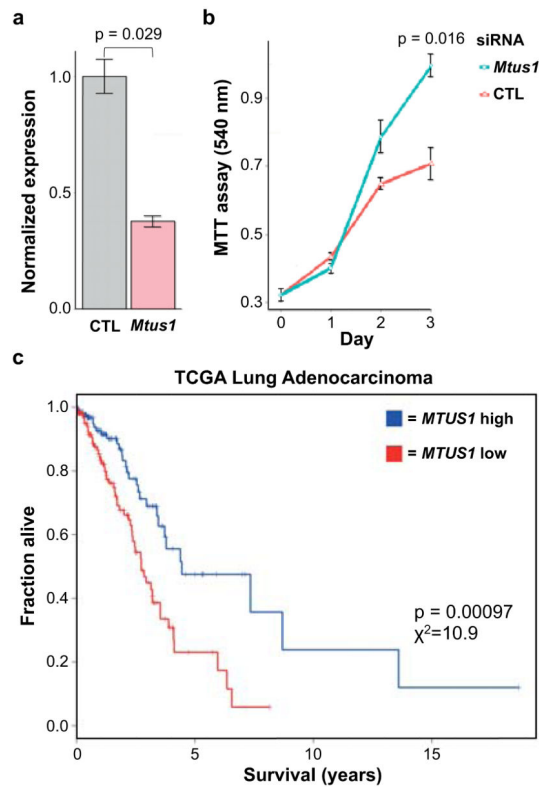 a
p = 0.029
Normalized expression
1.0
0.5
0.0
CTL Mtus1
b
p = 0.016
siRNA
Mtus1
CTL
MTT assay (540 nm)
0.9
0.7
0.5
0.3
0 1 2 3
Day
c
TCGA Lung Adenocarcinoma
= MTUS1 high
= MTUS1 low
Fraction alive
1.0
0.8
0.6
0.4
0.2
0.0
p = 0.00097
χ²=10.9
0 5 10 15
Survival (years)